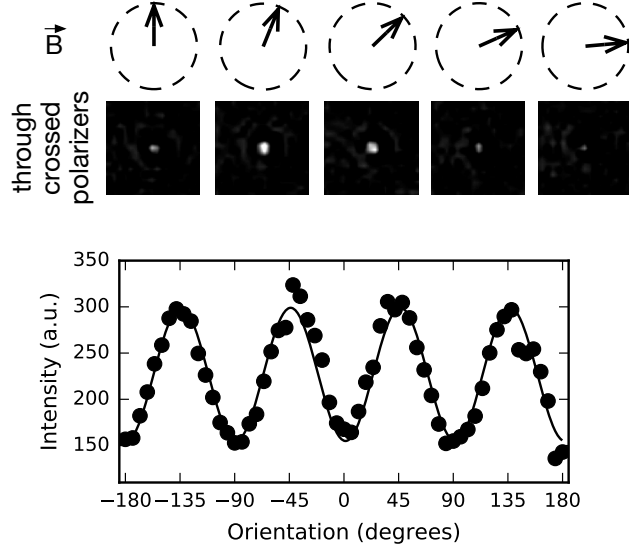 B
through
crossed
polarizers
350
300
250
200
150
Intensity (a.u.)
−180 −135 −90 −45 0 45 90 135 180
Orientation (degrees)